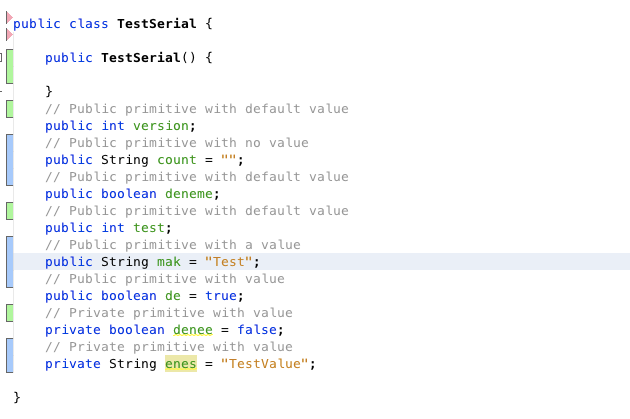 public class TestSerial {
public TestSerial() {
}
// Public primitive with default value
public int version;
// Public primitive with no value
public String count = "";
// Public primitive with default value
public boolean deneme;
// Public primitive with default value
public int test;
// Public primitive with a value
public String mak = "Test";
// Public primitive with value
public boolean de = true;
// Private primitive with value
private boolean denee = false;
// Private primitive with value
private String enes = "TestValue";
}